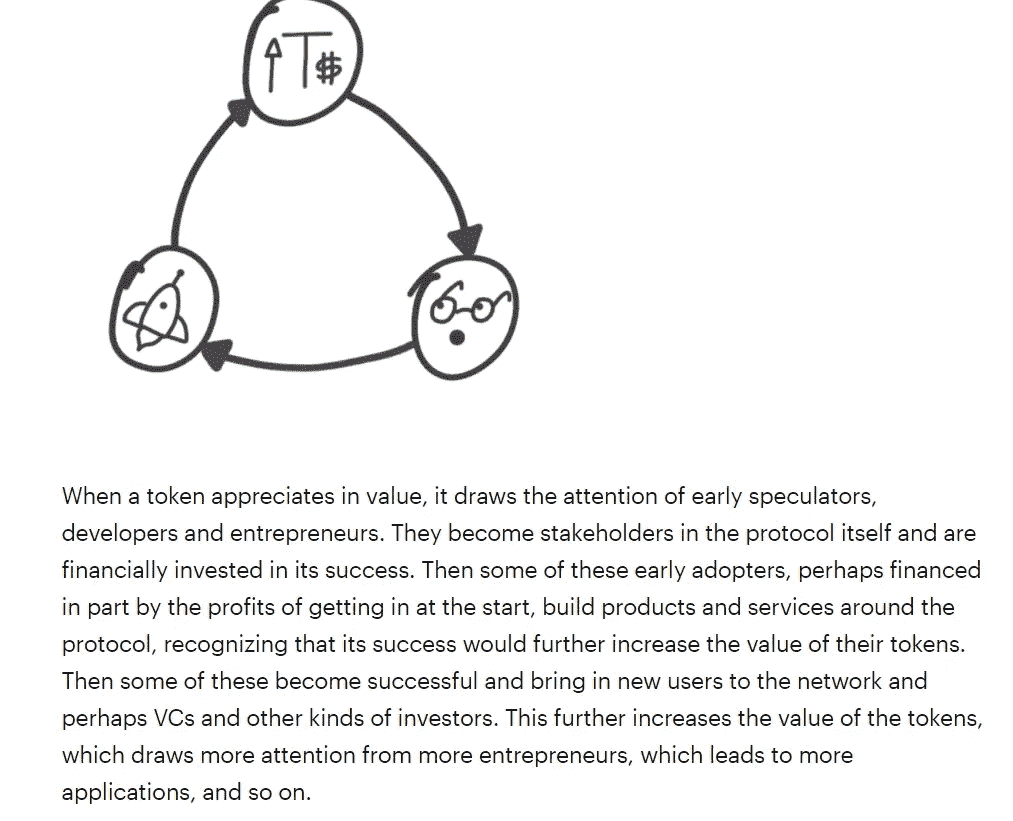 ↑T$
When a token appreciates in value, it draws the attention of early speculators,
developers and entrepreneurs. They become stakeholders in the protocol itself and are
financially invested in its success. Then some of these early adopters, perhaps financed
in part by the profits of getting in at the start, build products and services around the
protocol, recognizing that its success would further increase the value of their tokens.
Then some of these become successful and bring in new users to the network and
perhaps VCs and other kinds of investors. This further increases the value of the tokens,
which draws more attention from more entrepreneurs, which leads to more
applications, and so on.